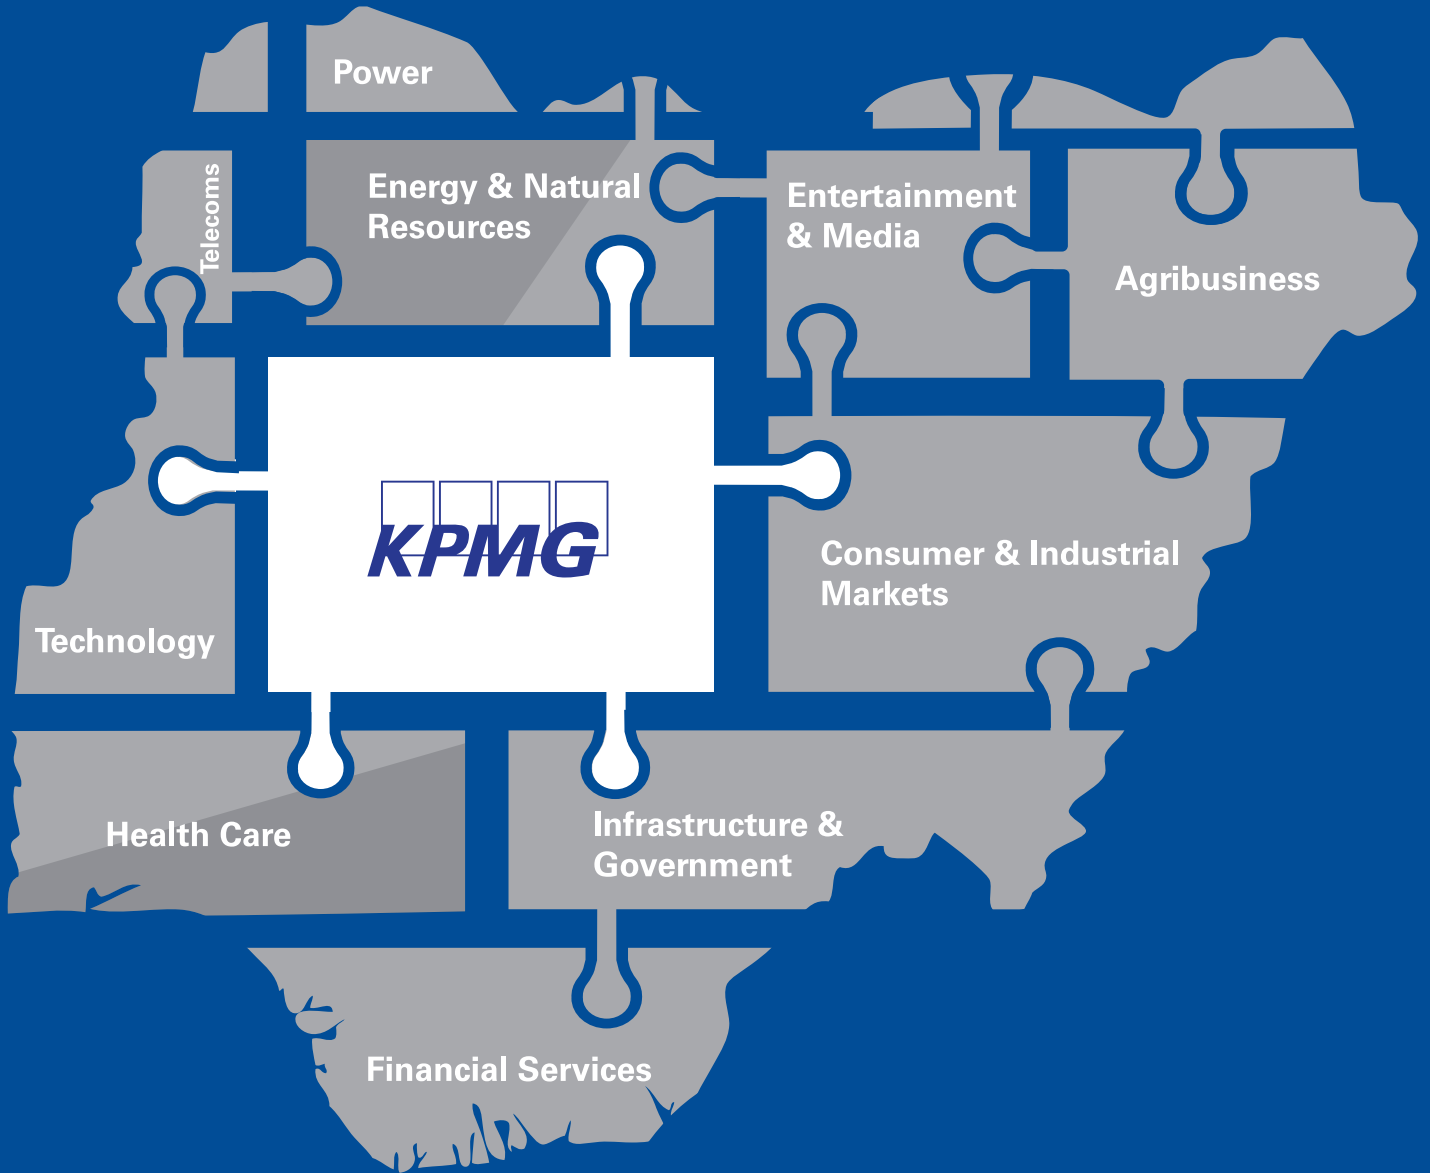 Power
Telecoms
Energy & Natural
Resources
Entertainment
& Media
Agribusiness
KPMG
Consumer & Industrial
Markets
Technology
Health Care
Infrastructure &
Government
Financial Services